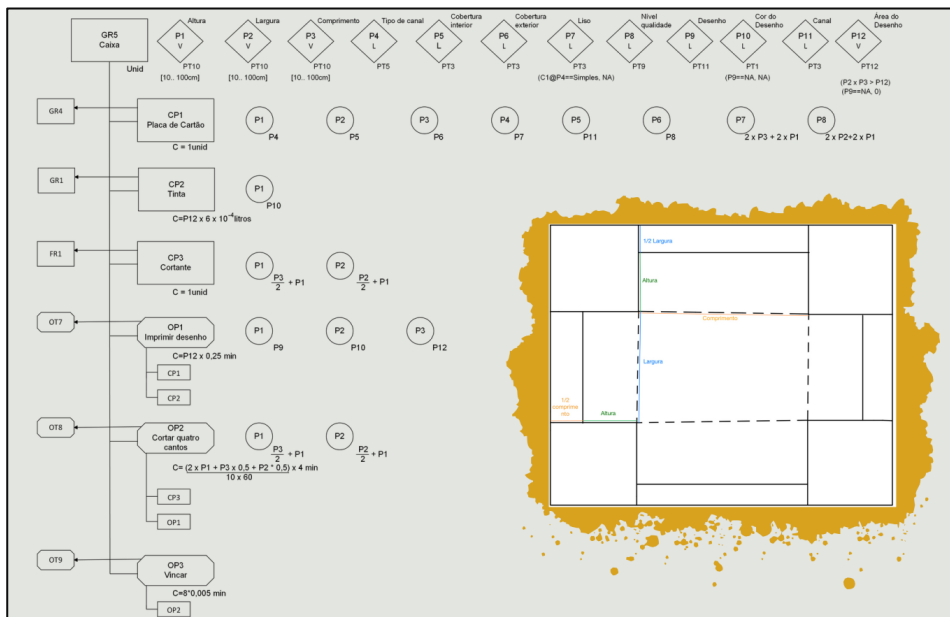 GR5
Caixa
Unid
Altura
P1
V
PT10
[10.. 100cm]
Largura
P2
V
PT10
[10.. 100cm]
Comprimento
P3
V
PT10
[10.. 100cm]
Tipo de canal
P4
L
PT5
Cobertura
interior
P5
L
PT3
Cobertura
exterior
P6
L
PT3
Liso
P7
L
PT3
(C1@P4==Simples, NA)
Nivel
qualidade
P8
L
PT9
Desenho
P9
L
PT11
Cor do
Desenho
P10
L
PT1
(P9==NA, NA)
Canal
P11
L
PT3
Área do
Desenho
P12
V
PT12
(P2 x P3 > P12)
(P9==NA, 0)
GR4
CP1
Placa de Cartão
C = 1unid
P1
P4
P2
P5
P3
P6
P4
P7
P5
P11
P6
P8
P7
2 x P3 + 2 x P1
P8
2 x P2+2 x P1
GR1
CP2
Tinta
C=P12 x 6 x 10-4litros
P1
P10
FR1
CP3
Cortante
C = 1unid
P1
P3
2 + P1
P2
P2
2 + P1
OT7
OP1
Imprimir desenho
C=P12 x 0,25 min
P1
P9
P2
P10
P3
P12
CP1
CP2
OT8
OP2
Cortar quatro
cantos
C= (2 x P1 + P3 x 0,5 + P2 * 0,5) x 4 min
10 x 60
P1
P3
2 + P1
P2
P2
2 + P1
CP3
OP1
OT9
OP3
Vincar
C=8*0,005 min
OP2
1/2 Largura
Altura
Comprimento
Largura
1/2
comprime
nto
Altura